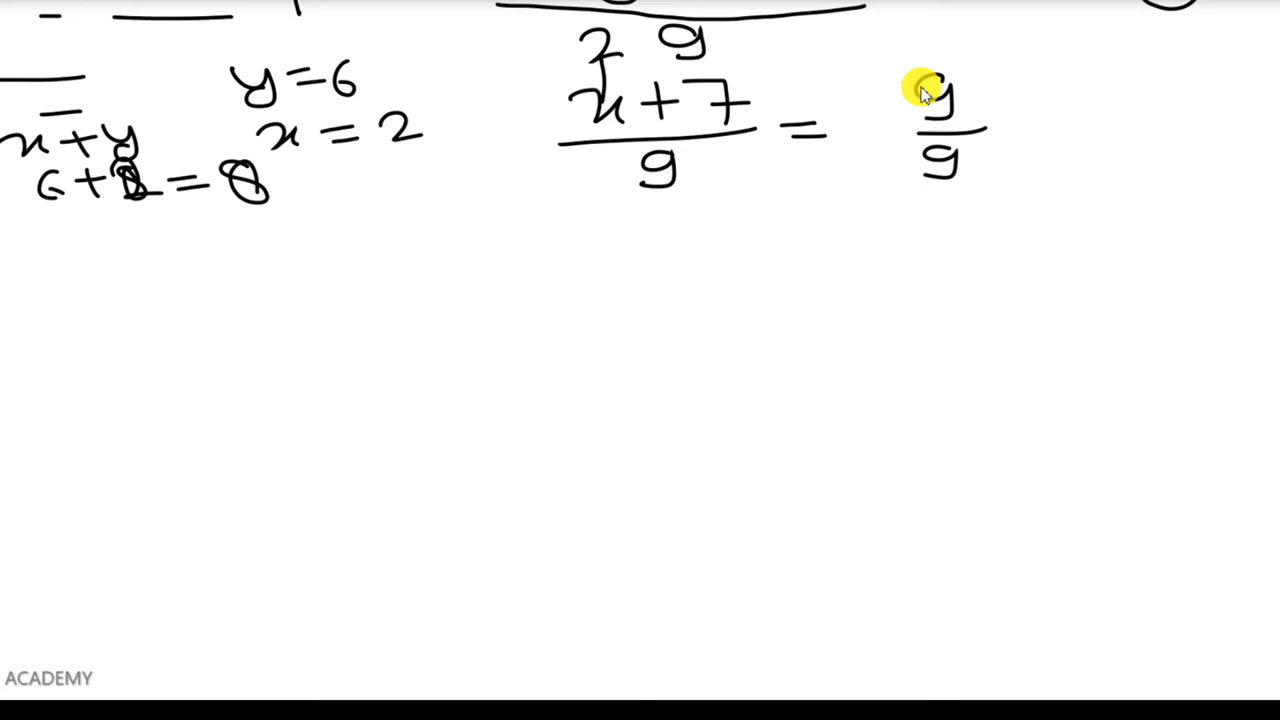 9
y = 6
x + y
x = 2
6 + 2 = 8
2
x + 7
9
=
9
9
ACADEMY